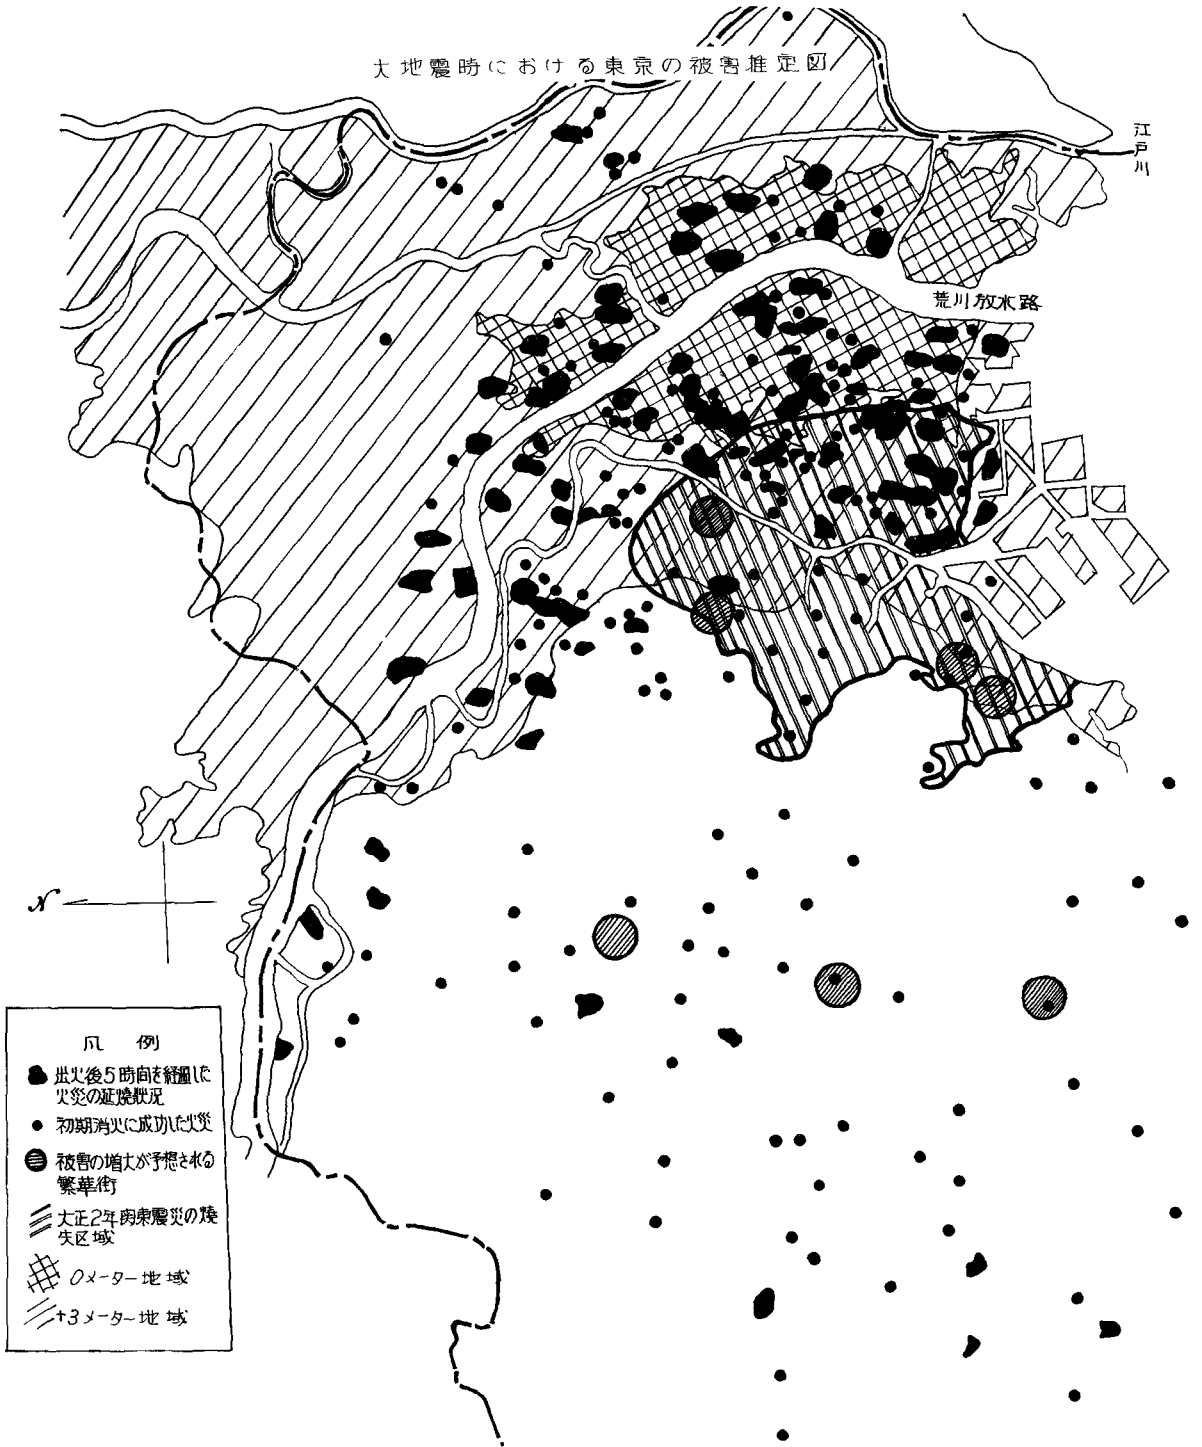 大地震時における東京の被害推定図
江戸川
荒川放水路
N
凡例
出火後5時間を経過した
火災の延焼状況
初期消火に成功した火災
被害の増大が予想される
繁華街
大正2年関東震災の焼
失区域
0メーター地域
+3メーター地域